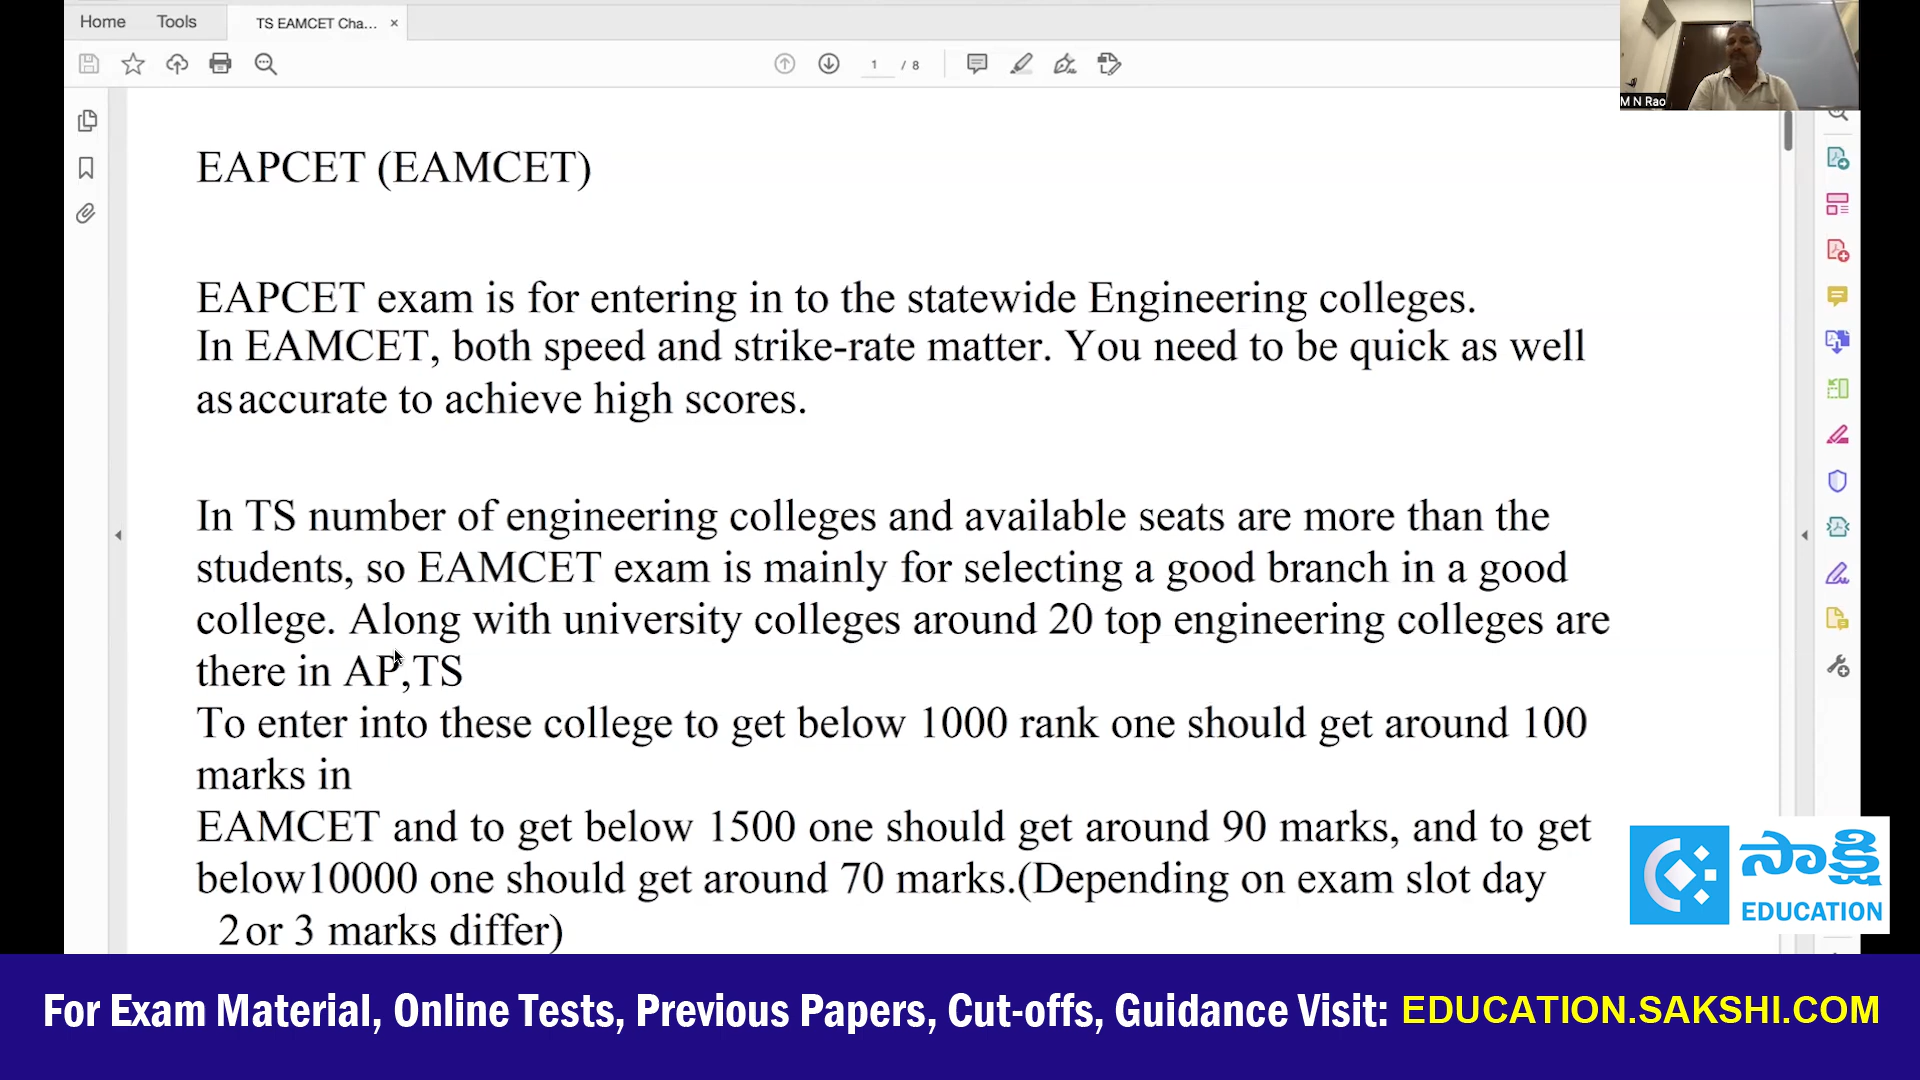 Home Tools TS EAMCET Cha... ×
1 / 8
M N Rao
EAPCET (EAMCET)
EAPCET exam is for entering in to the statewide Engineering colleges.
In EAMCET, both speed and strike-rate matter. You need to be quick as well
as accurate to achieve high scores.
In TS number of engineering colleges and available seats are more than the
students, so EAMCET exam is mainly for selecting a good branch in a good
college. Along with university colleges around 20 top engineering colleges are
there in AP,TS
To enter into these college to get below 1000 rank one should get around 100
marks in
EAMCET and to get below 1500 one should get around 90 marks, and to get
below10000 one should get around 70 marks.(Depending on exam slot day
2 or 3 marks differ)
సాక్షి
EDUCATION
For Exam Material, Online Tests, Previous Papers, Cut-offs, Guidance Visit: EDUCATION.SAKSHI.COM